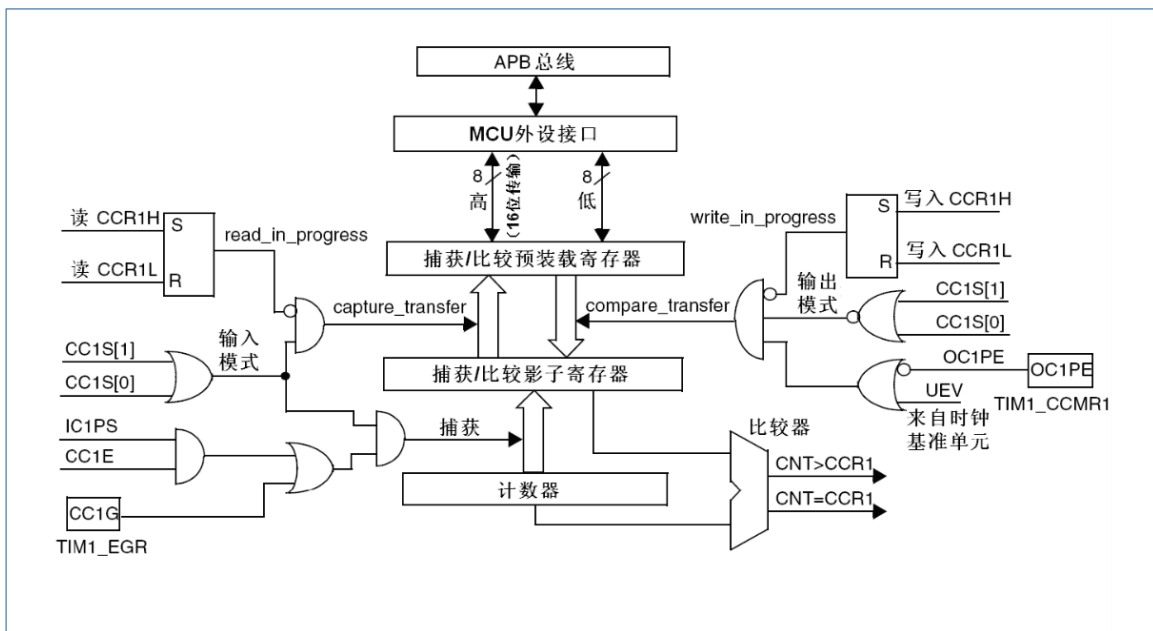 APB 总线
MCU外设接口
8
高
(16位传输)
8
低
读 CCR1H
S
read_in_progress
读 CCR1L
R
write_in_progress
S
写入 CCR1H
R
写入 CCR1L
捕获/比较预装载寄存器
capture_transfer
compare_transfer
输出
模式
CC1S[1]
CC1S[0]
输入
模式
CC1S[1]
CC1S[0]
捕获/比较影子寄存器
OC1PE
OC1PE
UEV
TIM1_CCMR1
来自时钟
基准单元
IC1PS
CC1E
捕获
比较器
CNT>CCR1
CNT=CCR1
计数器
CC1G
TIM1_EGR